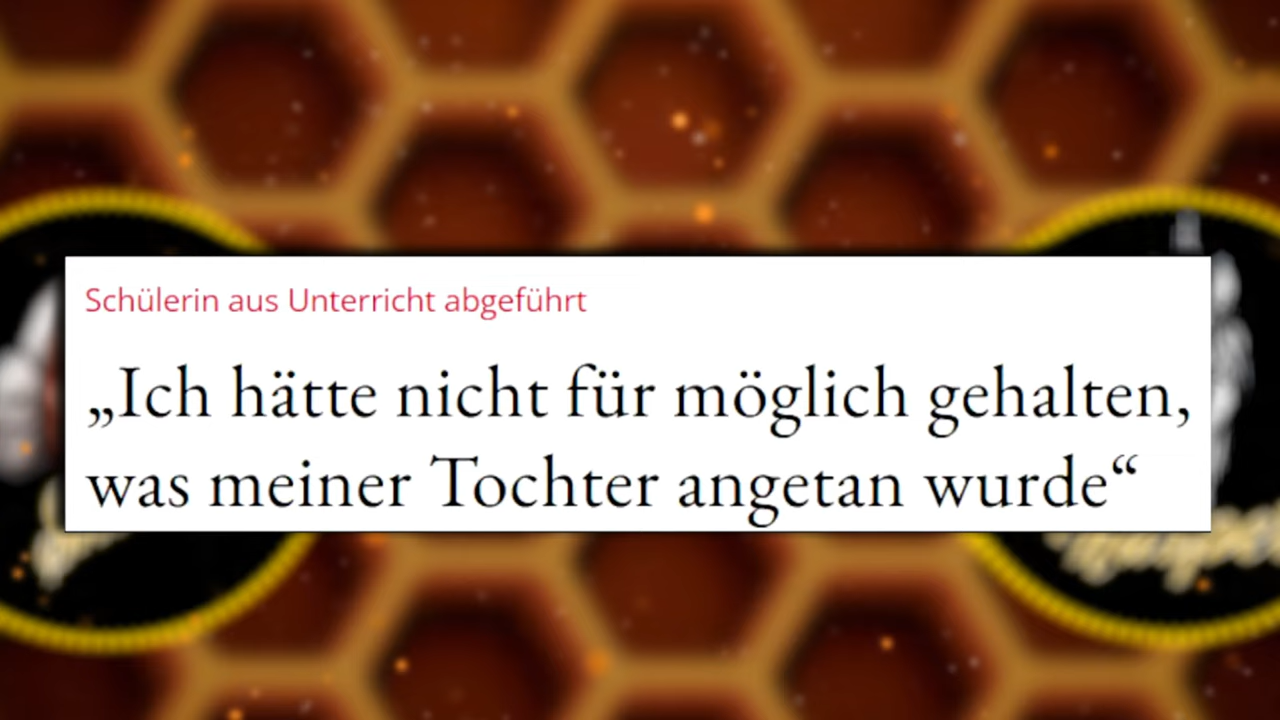 Schülerin aus Unterricht abgeführt
„Ich hätte nicht für möglich gehalten,
was meiner Tochter angetan wurde“